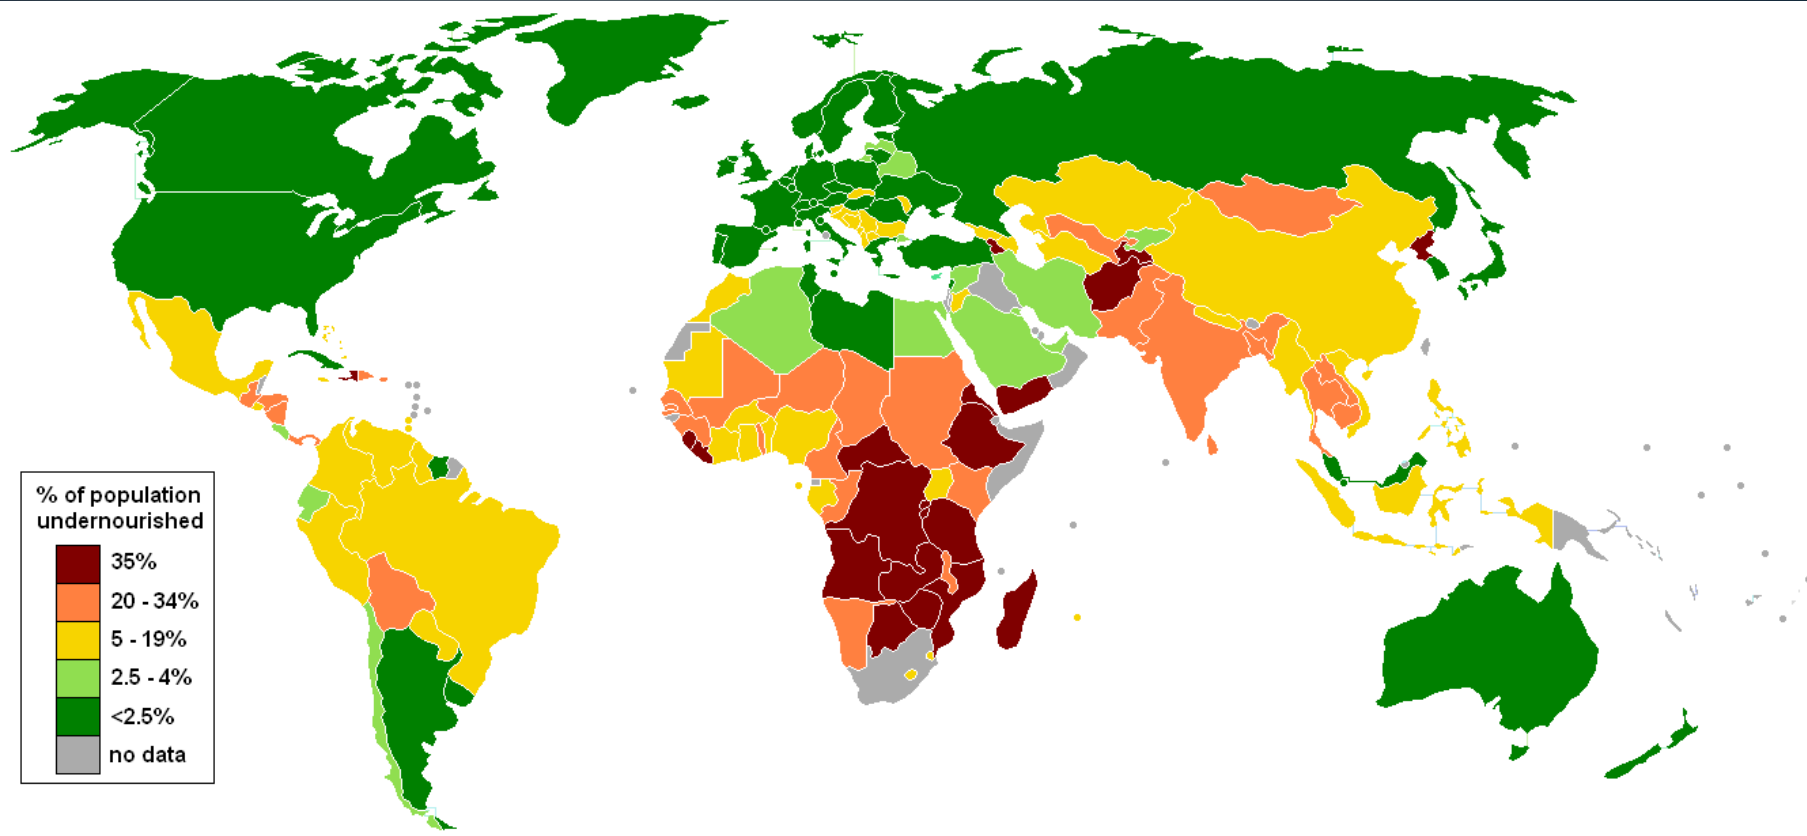 % of population
undernourished
35%
20 - 34%
5 - 19%
2.5 - 4%
<2.5%
no data